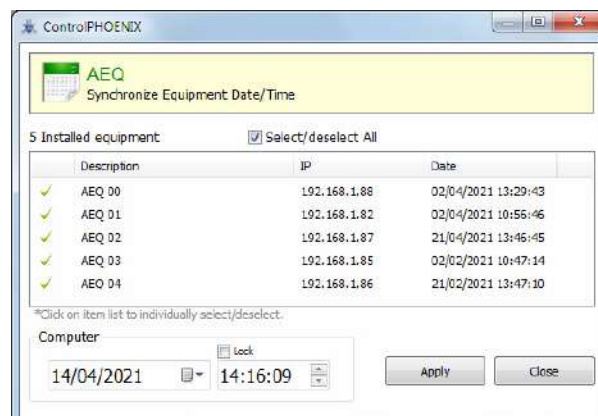 ControlPHOENIX
AEQ
Synchronize Equipment Date/Time
5 Installed equipment Select/deselect All
Description IP Date
AEQ 00 192.168.1.88 02/04/2021 13:29:43
AEQ 01 192.168.1.82 02/04/2021 10:56:46
AEQ 02 192.168.1.87 21/04/2021 13:46:45
AEQ 03 192.168.1.85 02/02/2021 10:47:14
AEQ 04 192.168.1.86 21/02/2021 13:47:10
*Click on item list to individually select/deselect.
Computer
Lock
14/04/2021 14:16:09 Apply Close